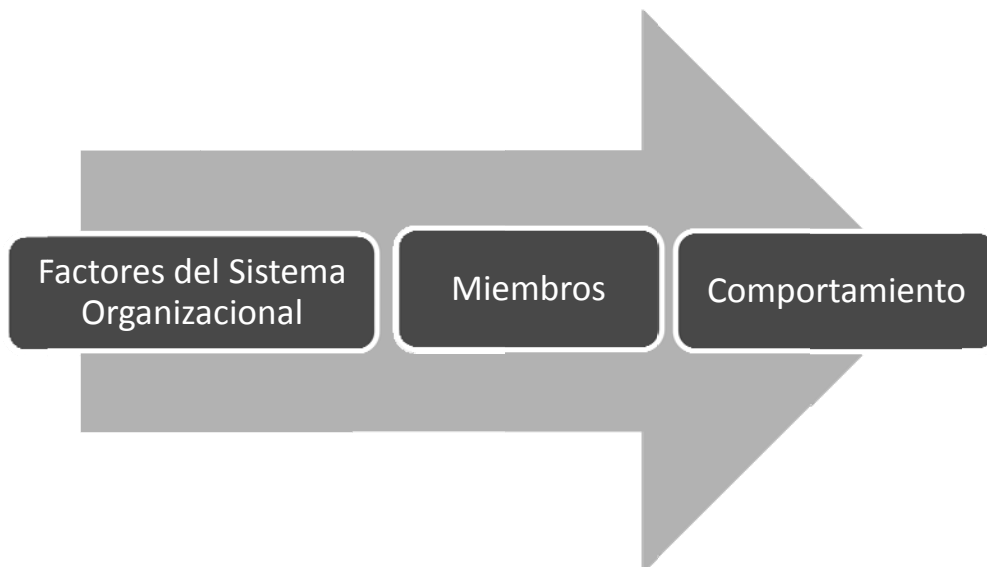 Factores del Sistema
Organizacional
Miembros
Comportamiento